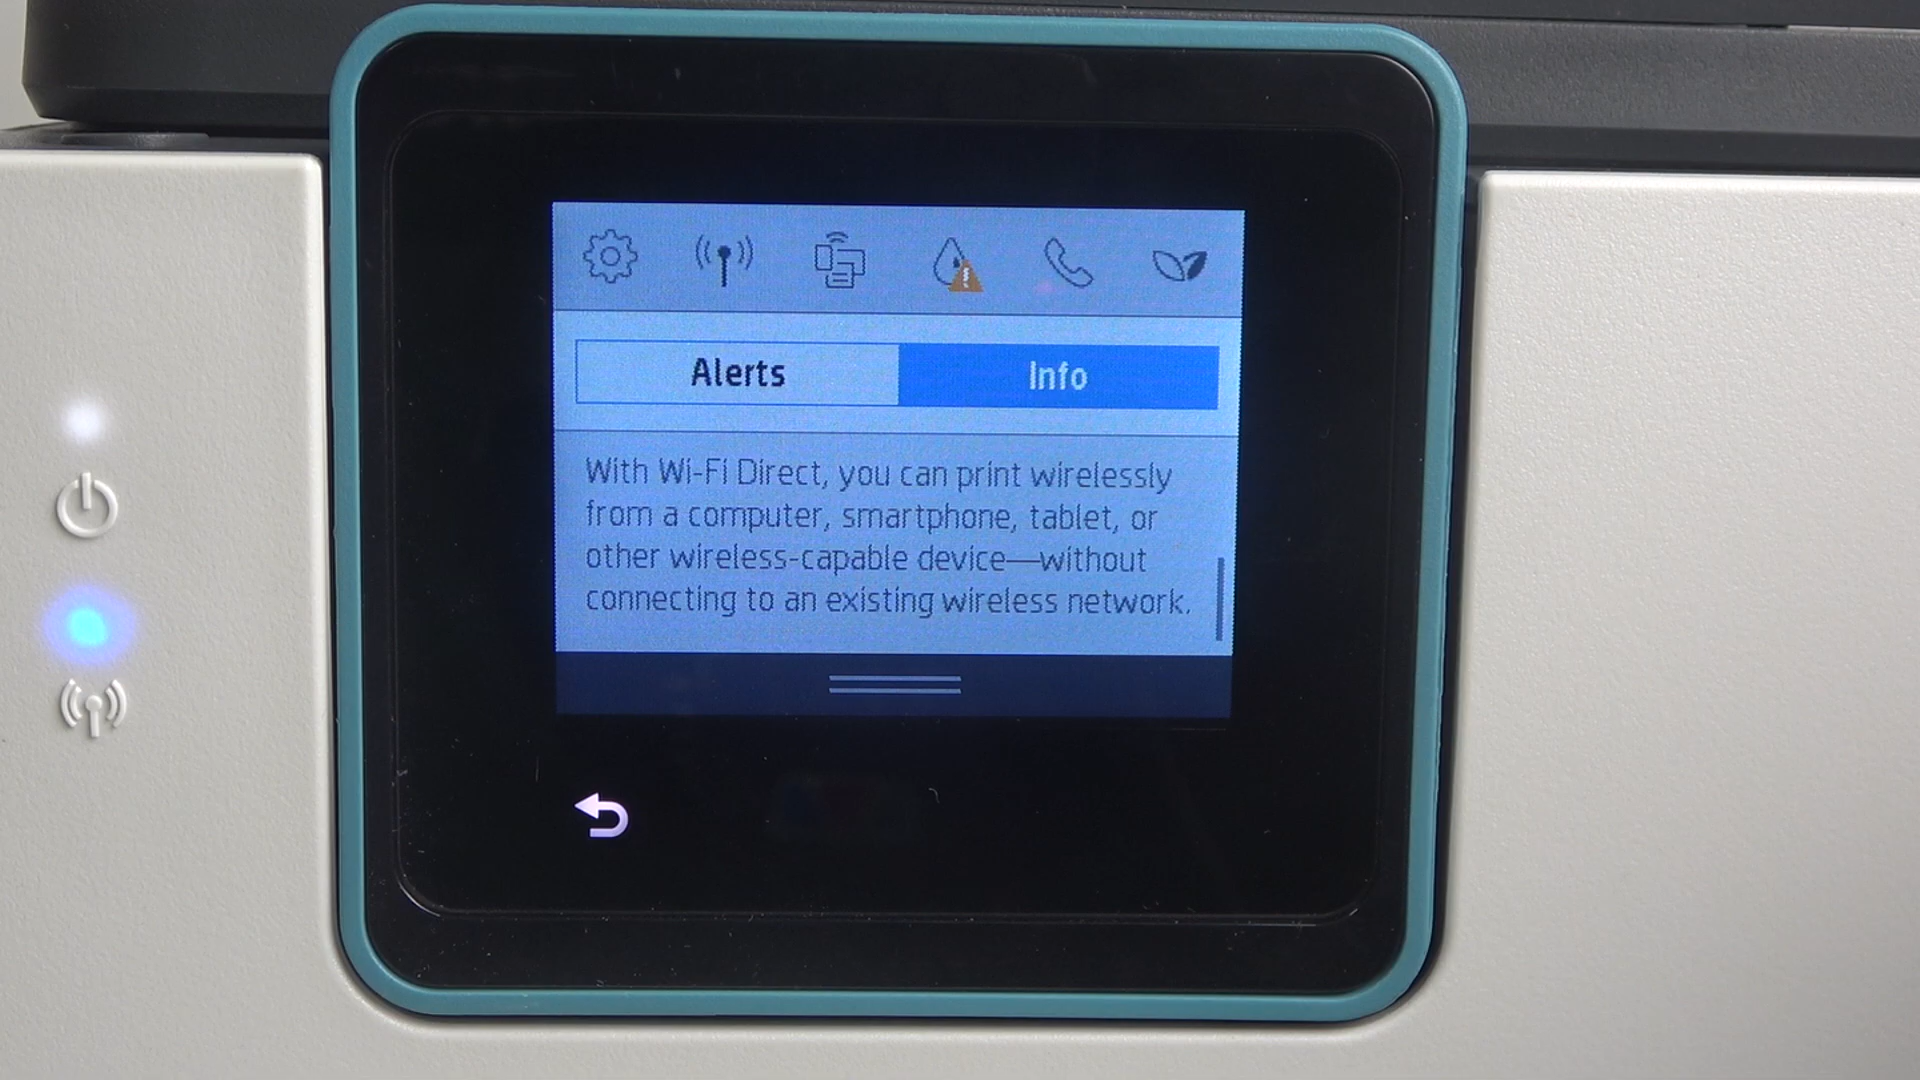 Alerts
Info
With Wi-Fi Direct, you can print wirelessly
from a computer, smartphone, tablet, or
other wireless-capable device—without
connecting to an existing wireless network.